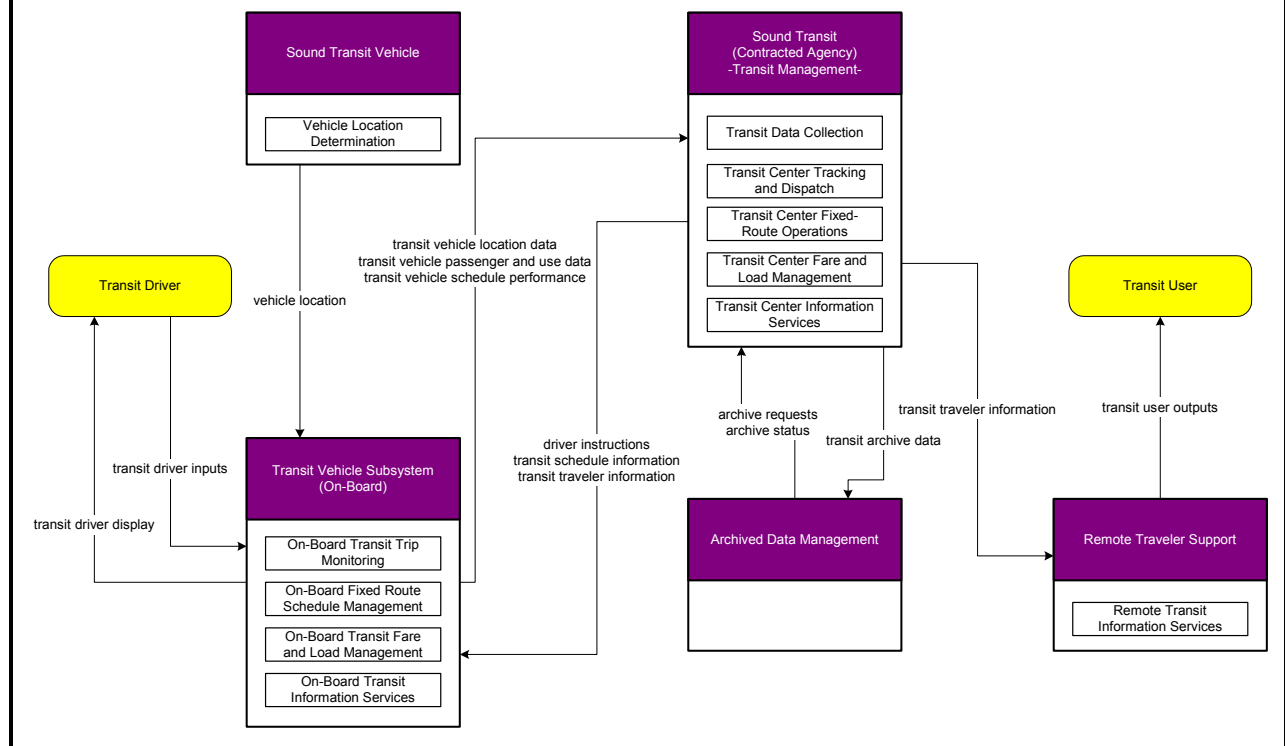 Sound Transit Vehicle
Vehicle Location
Determination
Sound Transit
(Contracted Agency)
-Transit Management-
Transit Data Collection
Transit Center Tracking
and Dispatch
Transit Center Fixed-
Route Operations
Transit Center Fare and
Load Management
Transit Center Information
Services
transit vehicle location data
transit vehicle passenger and use data
transit vehicle schedule performance
Transit Driver
vehicle location
Transit User
transit driver inputs
transit driver display
driver instructions
transit schedule information
transit traveler information
archive requests
archive status
transit archive data
transit traveler information
transit user outputs
Transit Vehicle Subsystem
(On-Board)
On-Board Transit Trip
Monitoring
On-Board Fixed Route
Schedule Management
On-Board Transit Fare
and Load Management
On-Board Transit
Information Services
Archived Data Management
Remote Traveler Support
Remote Transit
Information Services